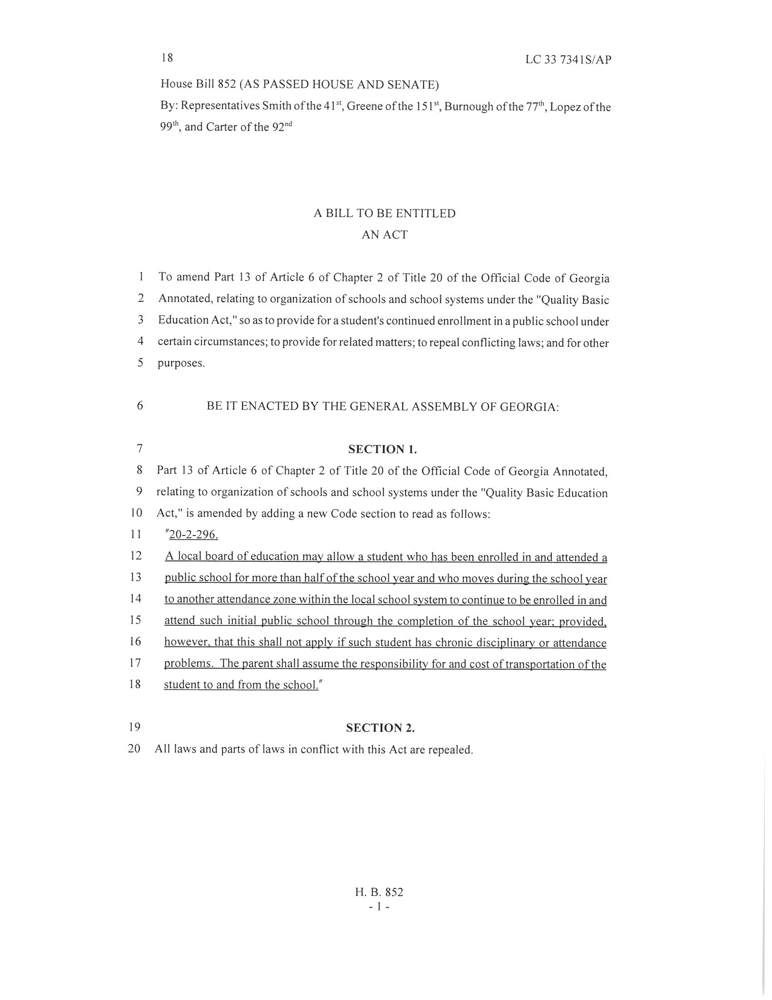 18 LC 33 7341S/AP
House Bill 852 (AS PASSED HOUSE AND SENATE)
By: Representatives Smith of the 41st, Greene of the 151st, Burnough of the 77th, Lopez of the
99th, and Carter of the 92nd
A BILL TO BE ENTITLED
AN ACT
1 To amend Part 13 of Article 6 of Chapter 2 of Title 20 of the Official Code of Georgia
2 Annotated, relating to organization of schools and school systems under the "Quality Basic
3 Education Act," so as to provide for a student's continued enrollment in a public school under
4 certain circumstances; to provide for related matters; to repeal conflicting laws; and for other
5 purposes.
6 BE IT ENACTED BY THE GENERAL ASSEMBLY OF GEORGIA:
7 SECTION 1.
8 Part 13 of Article 6 of Chapter 2 of Title 20 of the Official Code of Georgia Annotated,
9 relating to organization of schools and school systems under the "Quality Basic Education
10 Act," is amended by adding a new Code section to read as follows:
11 "20-2-296.
12 A local board of education may allow a student who has been enrolled in and attended a
13 public school for more than half of the school year and who moves during the school year
14 to another attendance zone within the local school system to continue to be enrolled in and
15 attend such initial public school through the completion of the school year; provided,
16 however, that this shall not apply if such student has chronic disciplinary or attendance
17 problems. The parent shall assume the responsibility for and cost of transportation of the
18 student to and from the school."
19 SECTION 2.
20 All laws and parts of laws in conflict with this Act are repealed.
H. B. 852
- 1 -